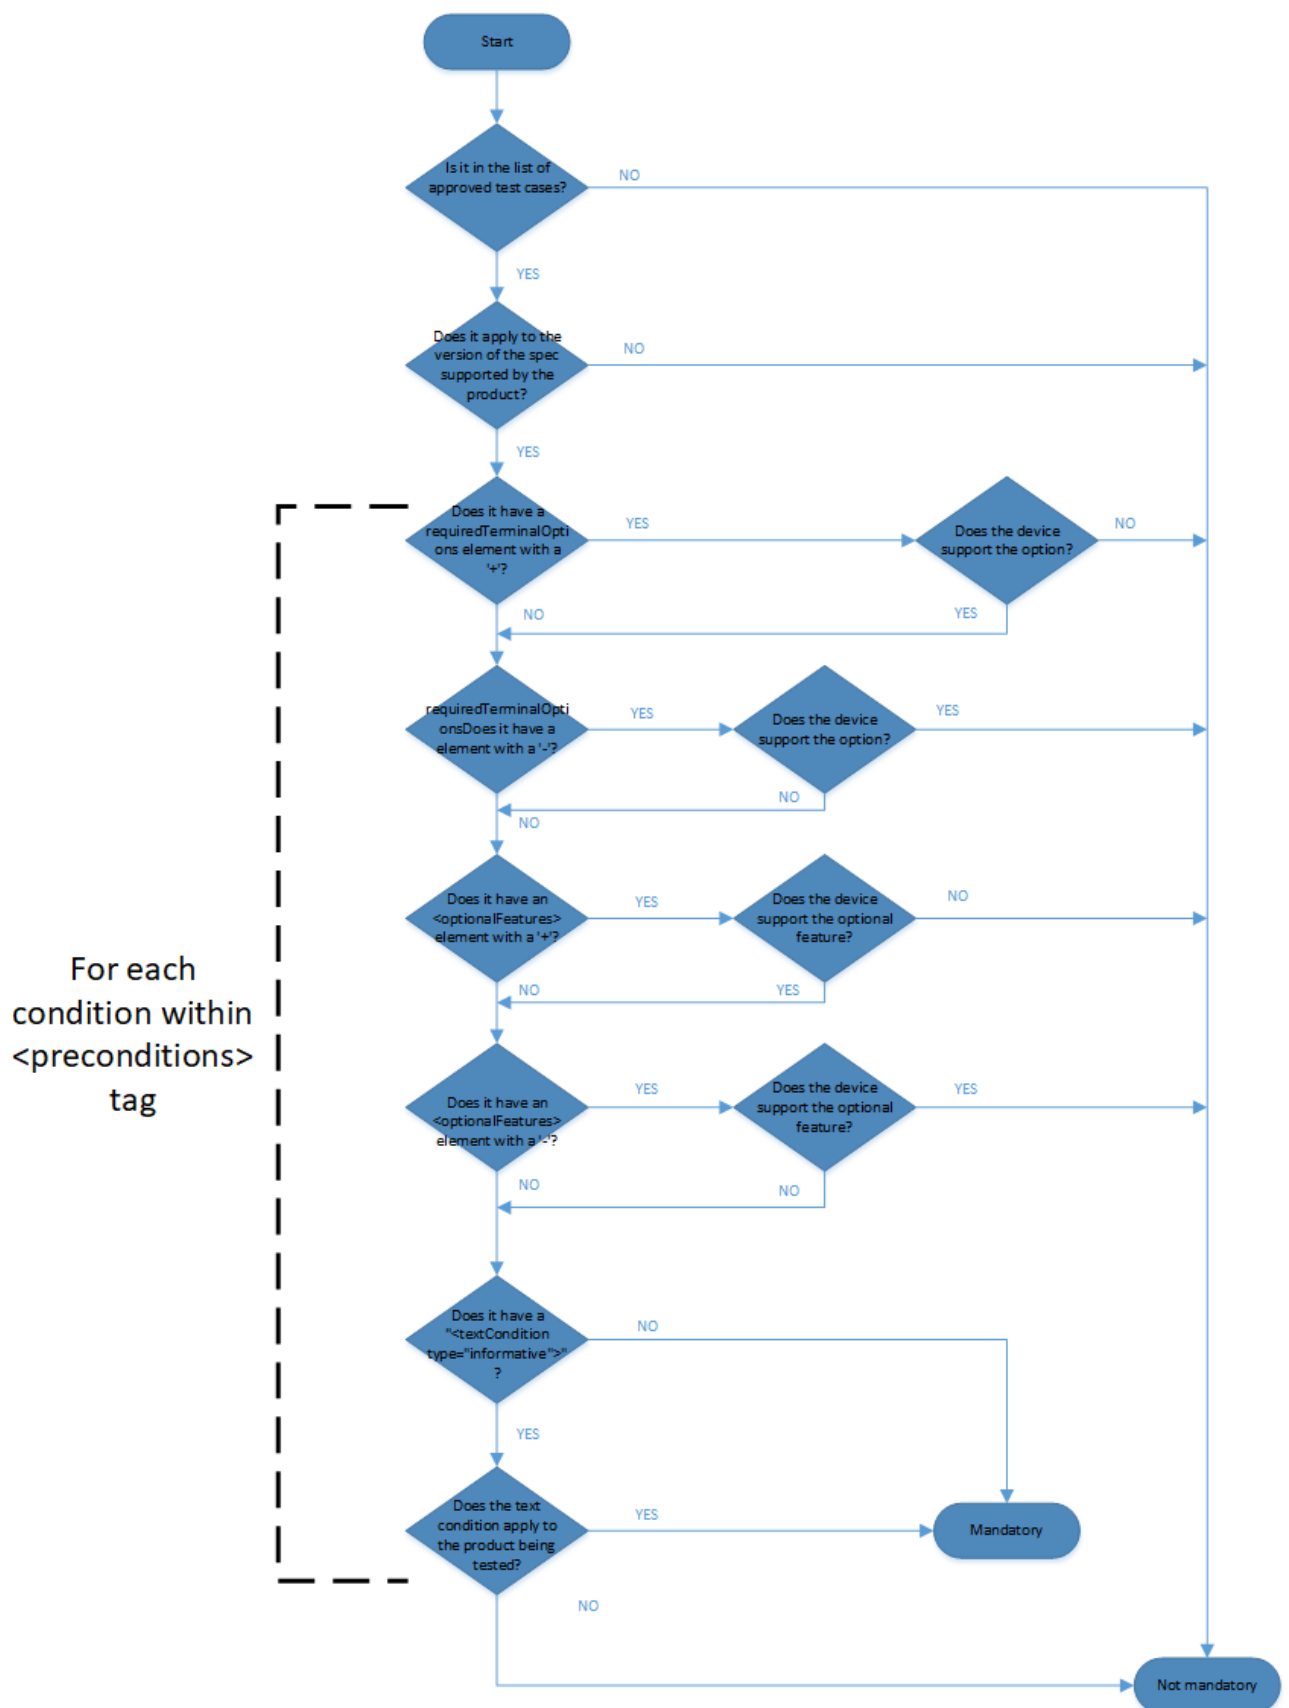 Start
Is it in the list of
approved test cases?
NO
YES
Does it apply to the
version of the spec
supported by the
product?
NO
YES
Does it have a
requiredTerminalOpti
ons element with a
'+'?
YES
Does the device
support the option?
NO
NO
YES
requiredTerminalOpti
onsDoes it have a
element with a '-'?
YES
Does the device
support the option?
YES
NO
NO
Does it have an
<optionalFeatures>
element with a '+'?
YES
Does the device
support the optional
feature?
NO
NO
YES
For each
condition within
<preconditions>
tag
Does it have an
<optionalFeatures>
element with a '-'?
YES
Does the device
support the optional
feature?
YES
NO
NO
Does it have a
"<textCondition
type="informative">"
?
NO
YES
Does the text
condition apply to
the product being
tested?
YES
Mandatory
NO
Not mandatory